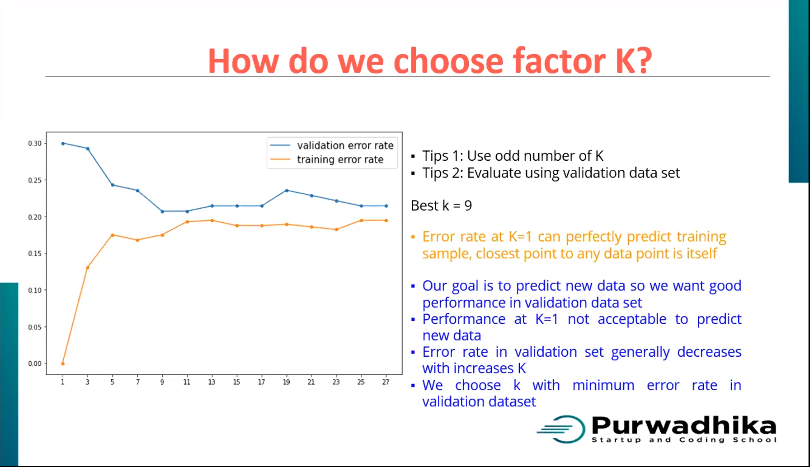 How do we choose factor K?
validation error rate
training error rate
0.30
0.25
0.20
0.15
0.10
0.05
0.00
1 3 5 7 9 11 13 15 17 19 21 23 25 27
▪ Tips 1: Use odd number of K
▪ Tips 2: Evaluate using validation data set
Best k = 9
▪ Error rate at K=1 can perfectly predict training
sample, closest point to any data point is itself
▪ Our goal is to predict new data so we want good
performance in validation data set
▪ Performance at K=1 not acceptable to predict
new data
▪ Error rate in validation set generally decreases
with increases K
▪ We choose k with minimum error rate in
validation dataset
Purwadhika
Startup and Coding School